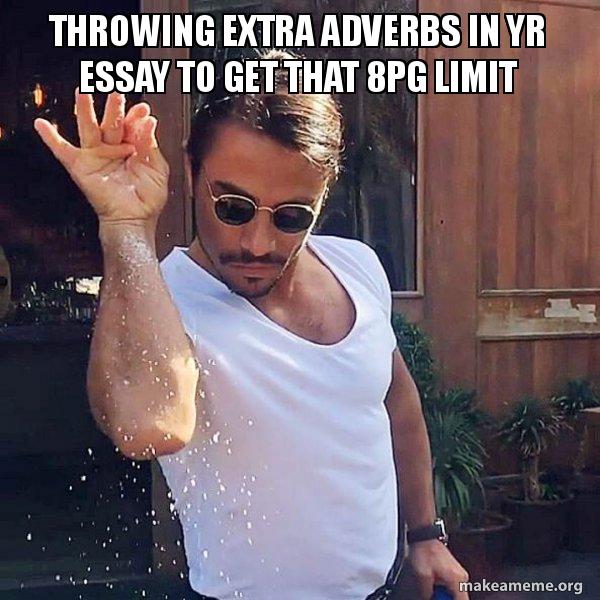 THROWING EXTRA ADVERBS IN YR
ESSAY TO GET THAT 8PG LIMIT
makeameme.org